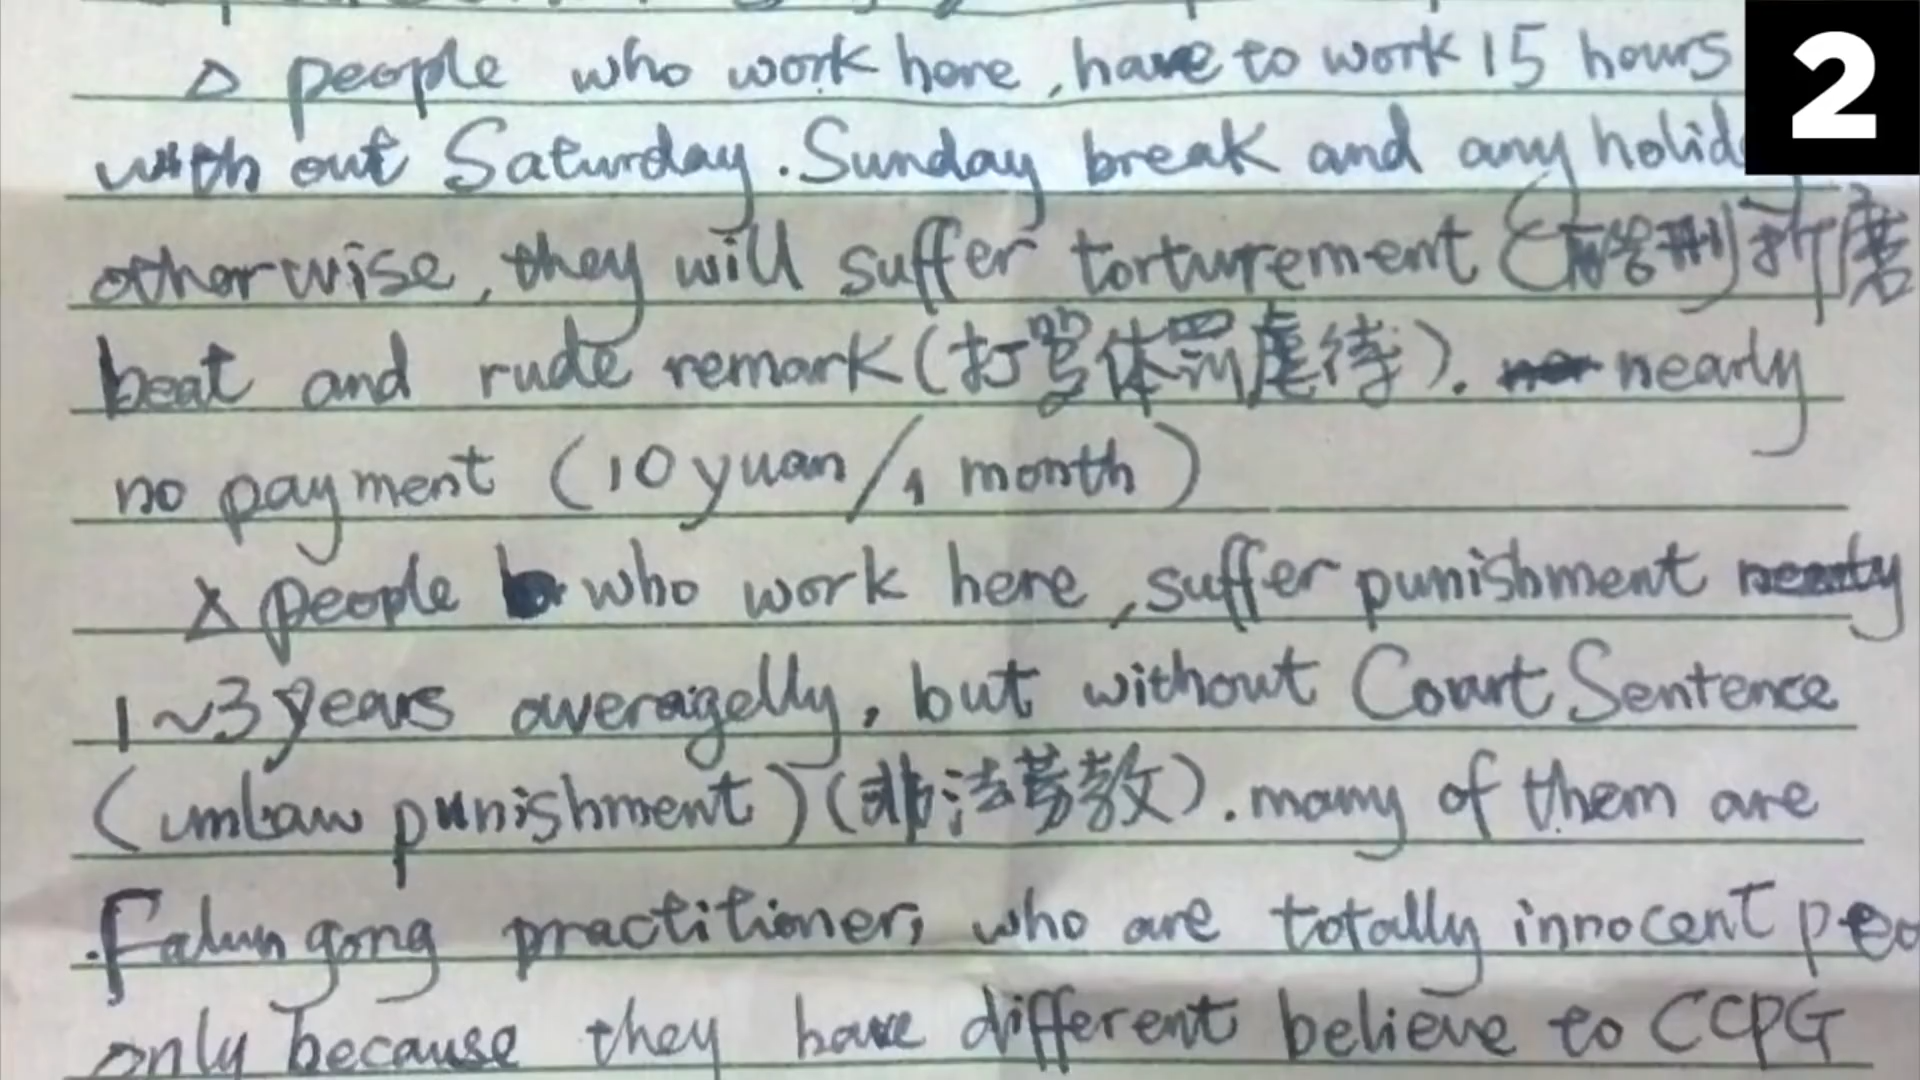 2
△ people who work here, have to work 15 hours
with out Saturday. Sunday break and any holid
otherwise, they will suffer torturement 折磨
beat and rude remark (打骂体罚虐待). nearly
no payment (10 yuan/1 month)
△ people who work here, suffer punishment nearly
1~3 years averagelly, but without Court Sentence
(unlaw punishment) (非法劳教). many of them are
Falun gong practitioner, who are totally innocent peo
only because they have different believe to CCPG